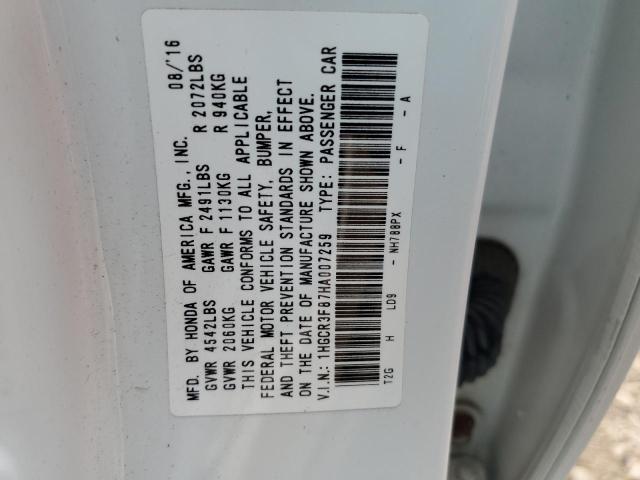 MFD. BY HONDA OF AMERICA MFG., INC. 08/'16
GVWR 4542LBS GAWR F 2491LBS R 2072LBS
GVWR 2060KG GAWR F 1130KG R 940KG
THIS VEHICLE CONFORMS TO ALL APPLICABLE
FEDERAL MOTOR VEHICLE SAFETY, BUMPER,
AND THEFT PREVENTION STANDARDS IN EFFECT
ON THE DATE OF MANUFACTURE SHOWN ABOVE.
V.I.N.: 1HGCR3F87HA007259 TYPE: PASSENGER CAR
T2G H LD9 - NH788PX - F - A